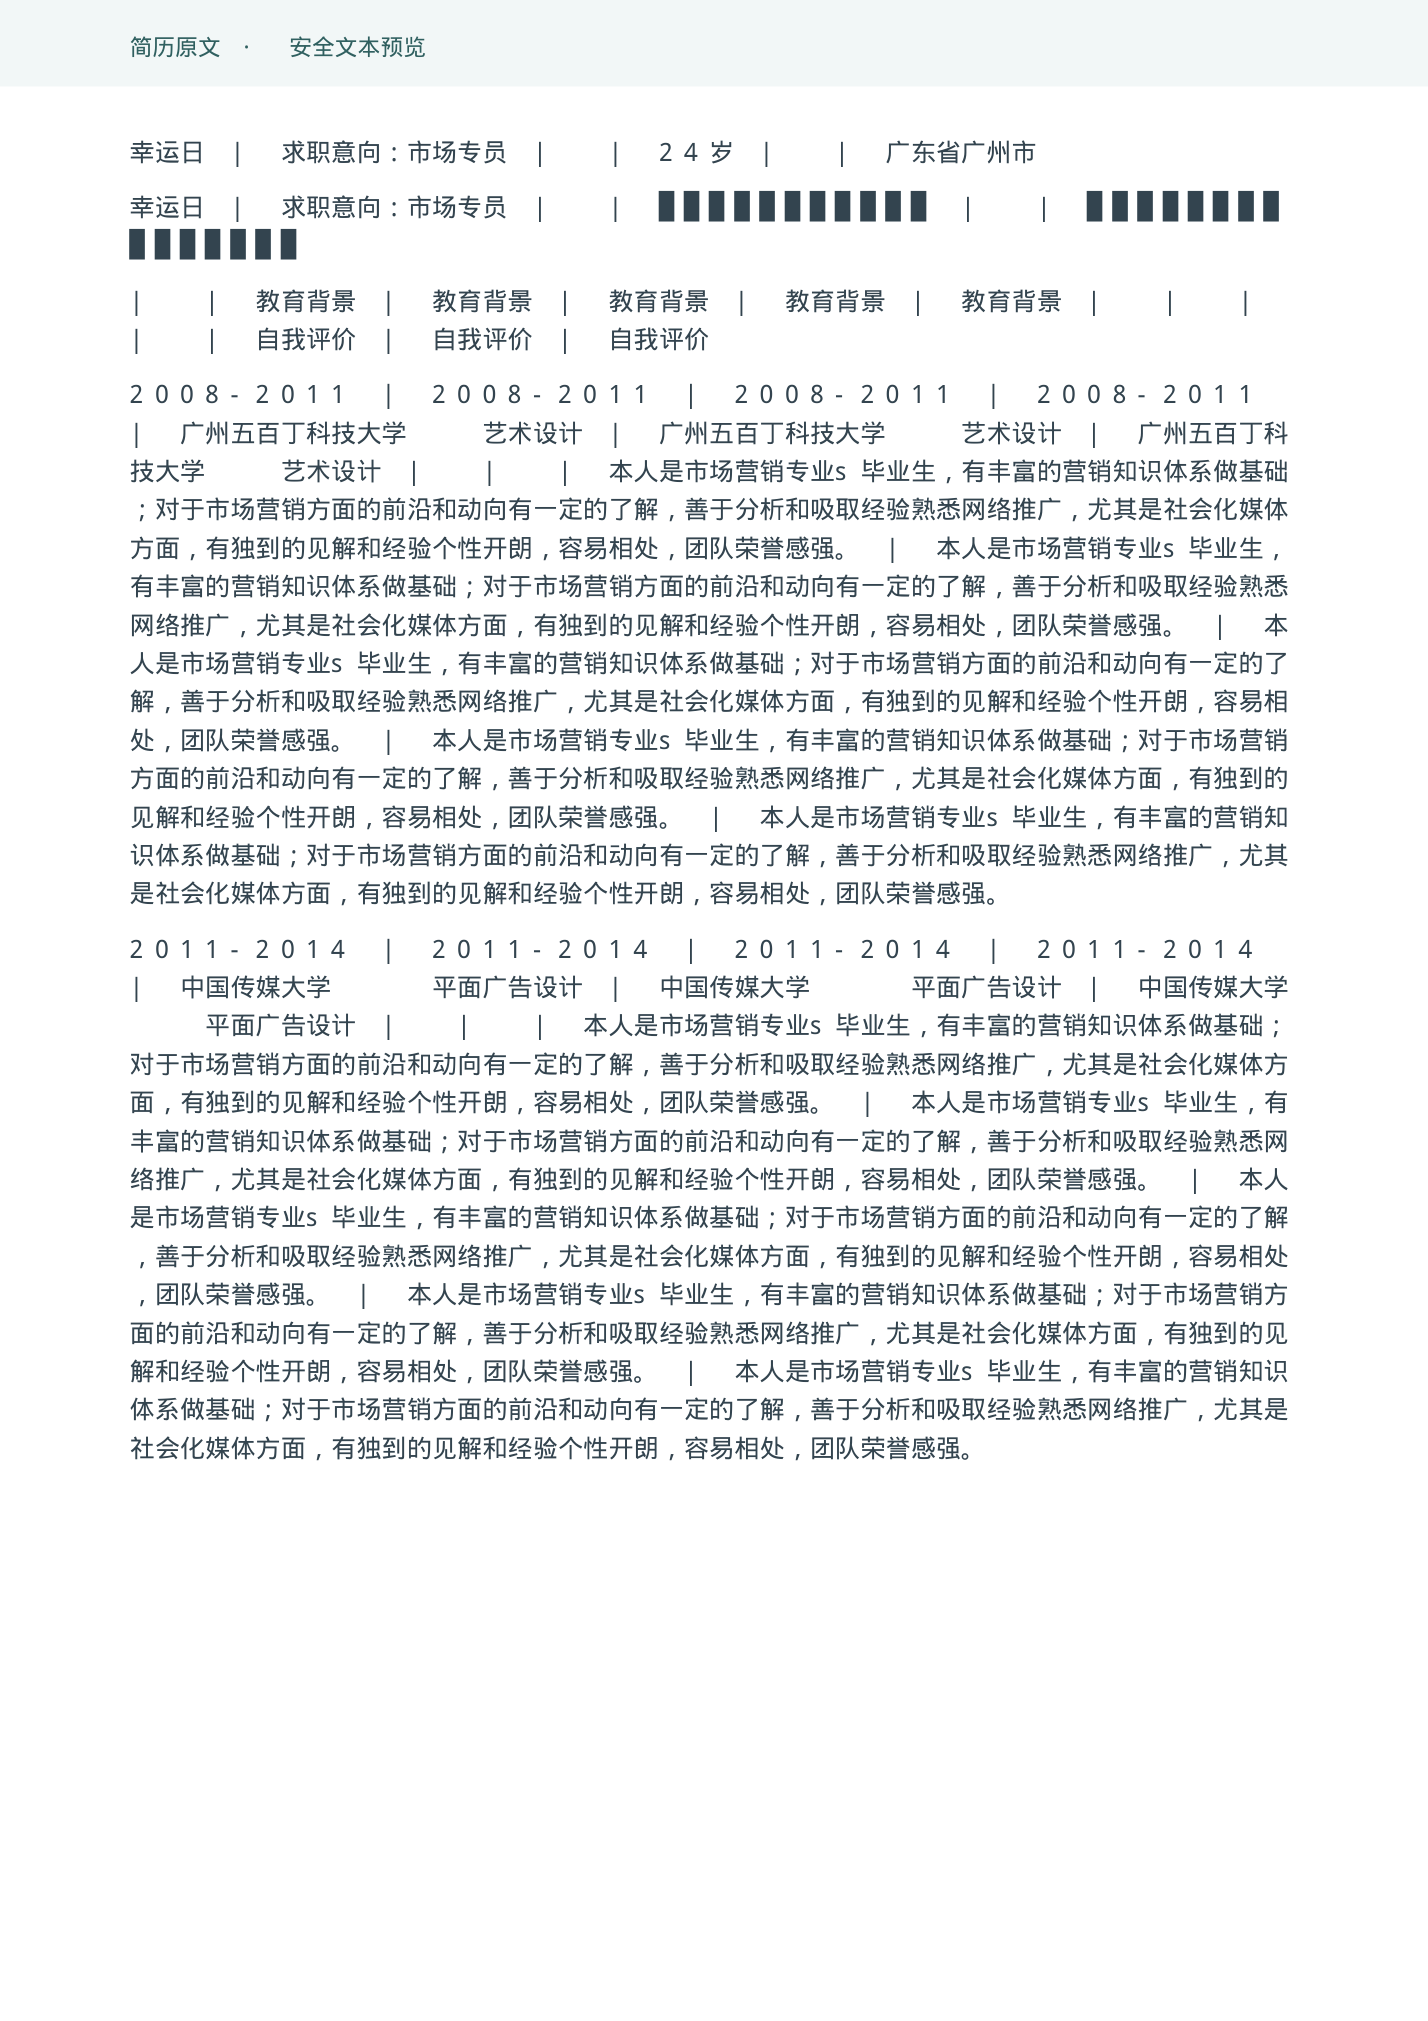 简历原文 · 安全文本预览
幸运日 | 求职意向：市场专员 | | 24岁 | | 广东省广州市
幸运日 | 求职意向：市场专员 | | ███████████ | | ████████
███████
| | 教育背景 | 教育背景 | 教育背景 | 教育背景 | 教育背景 | | |
| | 自我评价 | 自我评价 | 自我评价
2008-2011 | 2008-2011 | 2008-2011 | 2008-2011
| 广州五百丁科技大学 艺术设计 | 广州五百丁科技大学 艺术设计 | 广州五百丁科
技大学 艺术设计 | | | 本人是市场营销专业s 毕业生，有丰富的营销知识体系做基础
；对于市场营销方面的前沿和动向有一定的了解，善于分析和吸取经验熟悉网络推广，尤其是社会化媒体
方面，有独到的见解和经验个性开朗，容易相处，团队荣誉感强。 | 本人是市场营销专业s 毕业生，
有丰富的营销知识体系做基础；对于市场营销方面的前沿和动向有一定的了解，善于分析和吸取经验熟悉
网络推广，尤其是社会化媒体方面，有独到的见解和经验个性开朗，容易相处，团队荣誉感强。 | 本
人是市场营销专业s 毕业生，有丰富的营销知识体系做基础；对于市场营销方面的前沿和动向有一定的了
解，善于分析和吸取经验熟悉网络推广，尤其是社会化媒体方面，有独到的见解和经验个性开朗，容易相
处，团队荣誉感强。 | 本人是市场营销专业s 毕业生，有丰富的营销知识体系做基础；对于市场营销
方面的前沿和动向有一定的了解，善于分析和吸取经验熟悉网络推广，尤其是社会化媒体方面，有独到的
见解和经验个性开朗，容易相处，团队荣誉感强。 | 本人是市场营销专业s 毕业生，有丰富的营销知
识体系做基础；对于市场营销方面的前沿和动向有一定的了解，善于分析和吸取经验熟悉网络推广，尤其
是社会化媒体方面，有独到的见解和经验个性开朗，容易相处，团队荣誉感强。
2011-2014 | 2011-2014 | 2011-2014 | 2011-2014
| 中国传媒大学 平面广告设计 | 中国传媒大学 平面广告设计 | 中国传媒大学
平面广告设计 | | | 本人是市场营销专业s 毕业生，有丰富的营销知识体系做基础；
对于市场营销方面的前沿和动向有一定的了解，善于分析和吸取经验熟悉网络推广，尤其是社会化媒体方
面，有独到的见解和经验个性开朗，容易相处，团队荣誉感强。 | 本人是市场营销专业s 毕业生，有
丰富的营销知识体系做基础；对于市场营销方面的前沿和动向有一定的了解，善于分析和吸取经验熟悉网
络推广，尤其是社会化媒体方面，有独到的见解和经验个性开朗，容易相处，团队荣誉感强。 | 本人
是市场营销专业s 毕业生，有丰富的营销知识体系做基础；对于市场营销方面的前沿和动向有一定的了解
，善于分析和吸取经验熟悉网络推广，尤其是社会化媒体方面，有独到的见解和经验个性开朗，容易相处
，团队荣誉感强。 | 本人是市场营销专业s 毕业生，有丰富的营销知识体系做基础；对于市场营销方
面的前沿和动向有一定的了解，善于分析和吸取经验熟悉网络推广，尤其是社会化媒体方面，有独到的见
解和经验个性开朗，容易相处，团队荣誉感强。 | 本人是市场营销专业s 毕业生，有丰富的营销知识
体系做基础；对于市场营销方面的前沿和动向有一定的了解，善于分析和吸取经验熟悉网络推广，尤其是
社会化媒体方面，有独到的见解和经验个性开朗，容易相处，团队荣誉感强。